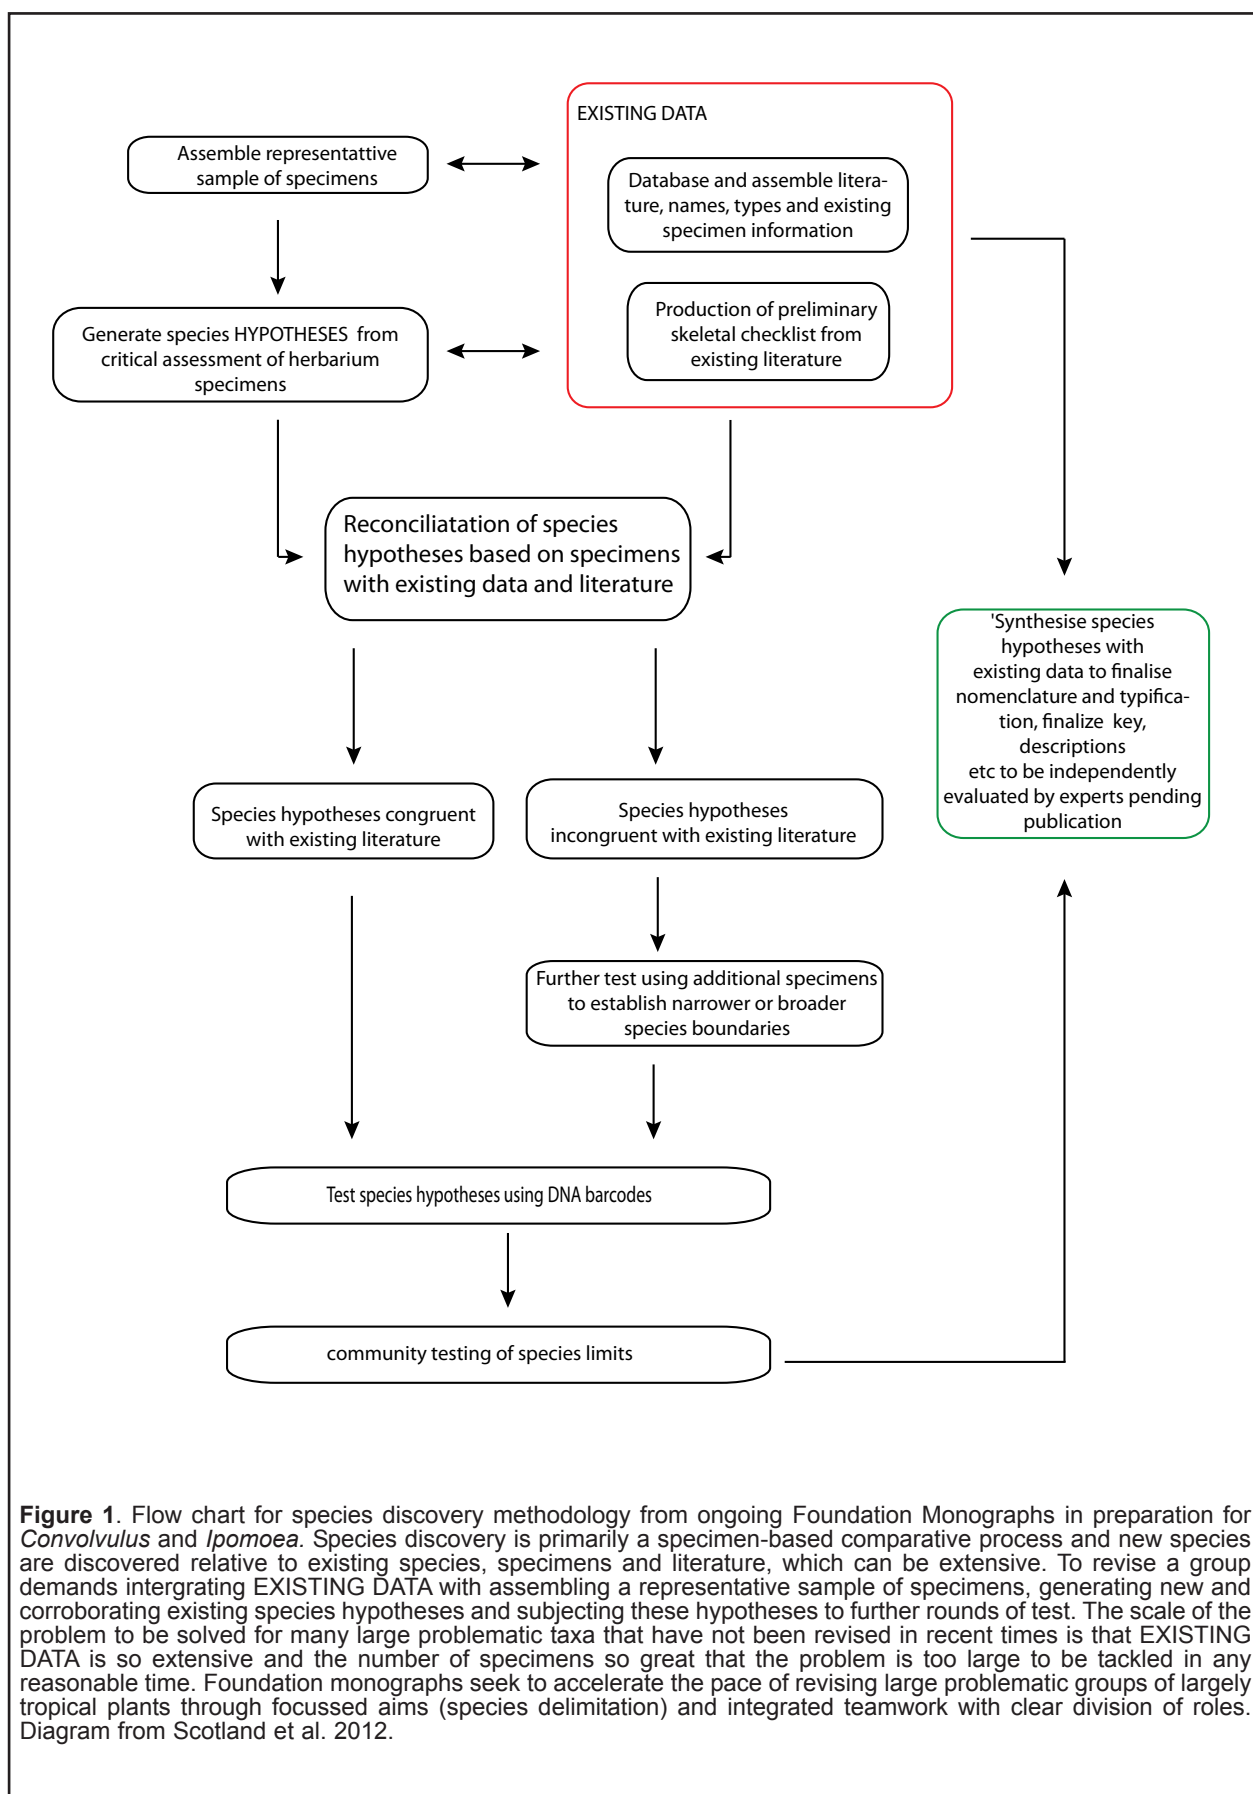 EXISTING DATA
Assemble representattive
sample of specimens
Database and assemble litera-
ture, names, types and existing
specimen information
Generate species HYPOTHESES from
critical assessment of herbarium
specimens
Production of preliminary
skeletal checklist from
existing literature
Reconciliatation of species
hypotheses based on specimens
with existing data and literature
'Synthesise species
hypotheses with
existing data to finalise
nomenclature and typifica-
tion, finalize key,
descriptions
etc to be independently
evaluated by experts pending
publication
Species hypotheses congruent
with existing literature
Species hypotheses
incongruent with existing literature
Further test using additional specimens
to establish narrower or broader
species boundaries
Test species hypotheses using DNA barcodes
community testing of species limits
Figure 1. Flow chart for species discovery methodology from ongoing Foundation Monographs in preparation for
Convolvulus and Ipomoea. Species discovery is primarily a specimen-based comparative process and new species
are discovered relative to existing species, specimens and literature, which can be extensive. To revise a group
demands intergrating EXISTING DATA with assembling a representative sample of specimens, generating new and
corroborating existing species hypotheses and subjecting these hypotheses to further rounds of test. The scale of the
problem to be solved for many large problematic taxa that have not been revised in recent times is that EXISTING
DATA is so extensive and the number of specimens so great that the problem is too large to be tackled in any
reasonable time. Foundation monographs seek to accelerate the pace of revising large problematic groups of largely
tropical plants through focussed aims (species delimitation) and integrated teamwork with clear division of roles.
Diagram from Scotland et al. 2012.